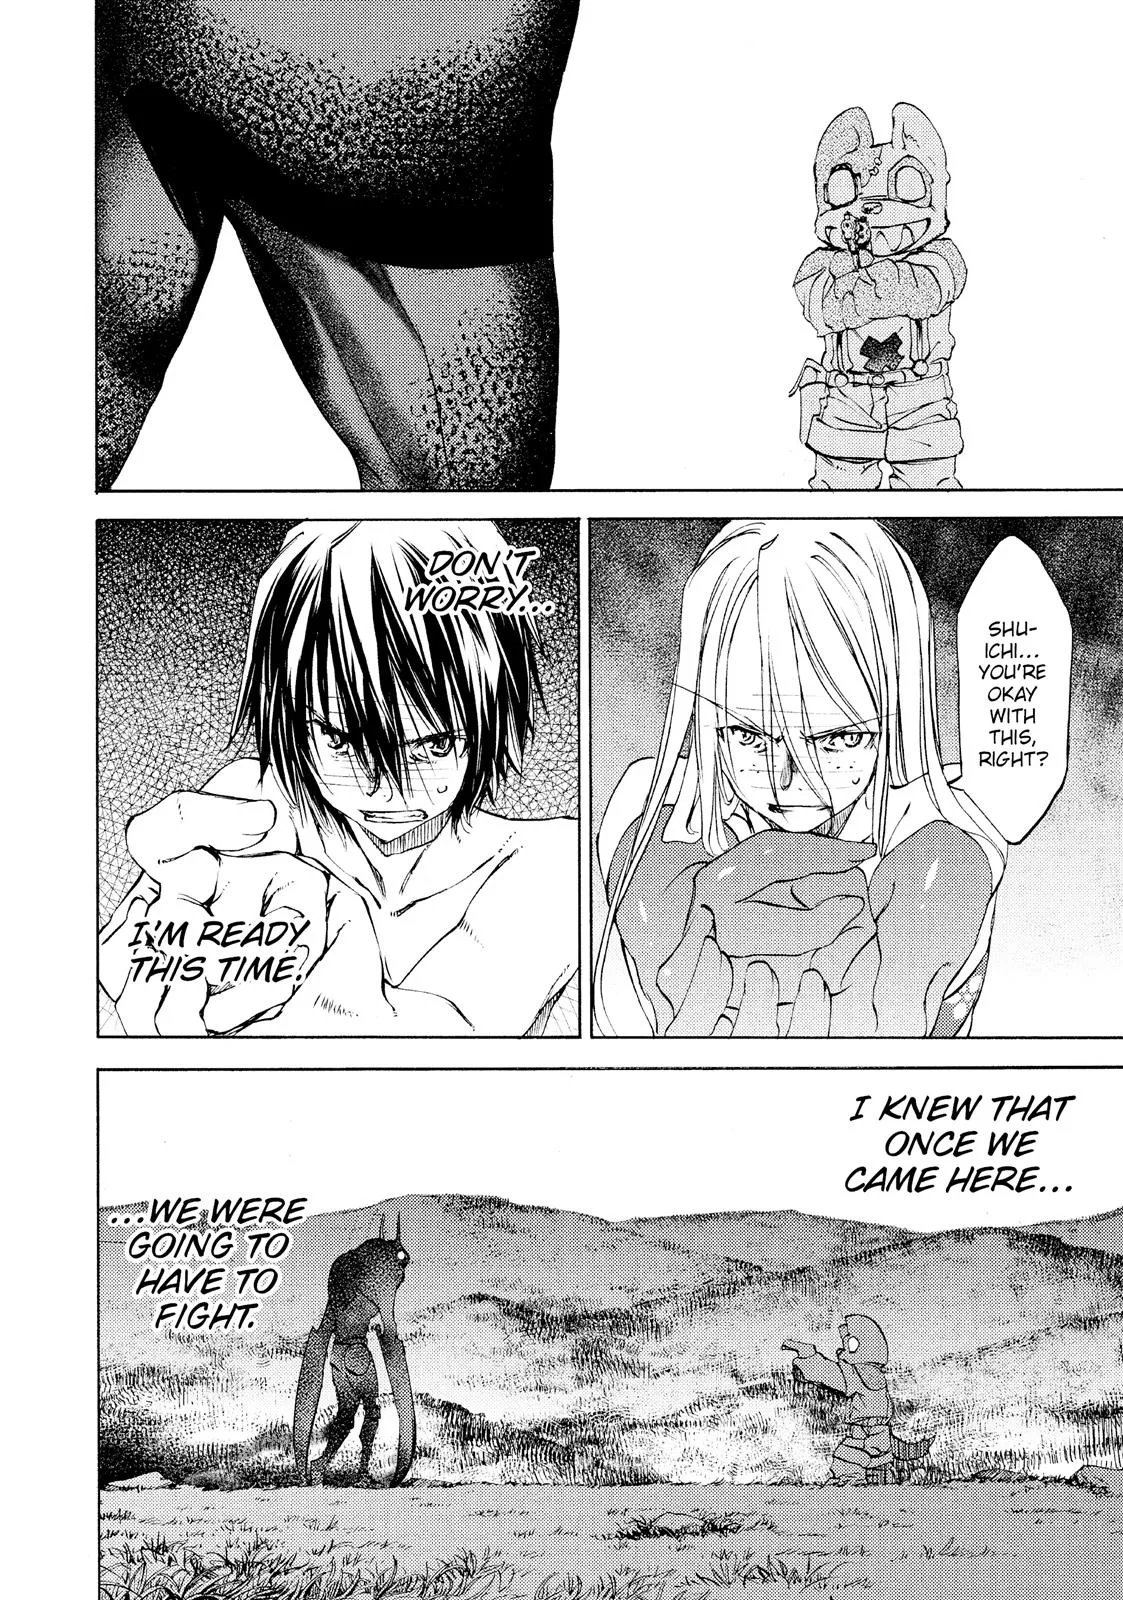 SHU-
ICHI...
YOU'RE
OKAY
WITH
THIS,
RIGHT?
DON'T
WORRY...
I'M READY
THIS TIME.
I KNEW THAT
ONCE WE
CAME HERE...
...WE WERE
GOING TO
HAVE TO
FIGHT.